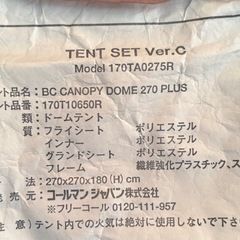 TENT SET Ver.C
Model 170TA0275R
ント品名：BC CANOPY DOME 270 PLUS
ント品番：170T10650R
類：ドームテント
質：フライシート ポリエステル
インナー ポリエステル
グランドシート ポリエステル
フレーム 繊維強化プラスチック、ス
法：270×270×180(H) cm
売 元：コールマン ジャパン株式会社
※フリーコール 0120-111-957
注 意）テント内での火気は絶対に使用しないで下さ